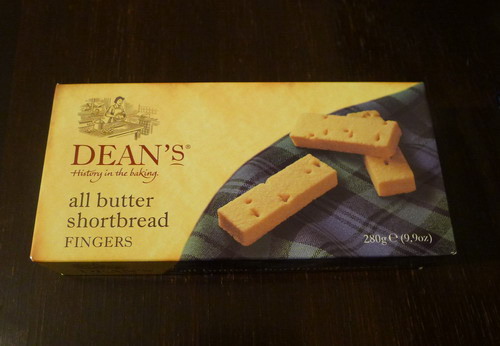 DEAN'S®
History in the baking.
all butter
shortbread
FINGERS
280g ℮ (9.9oz)